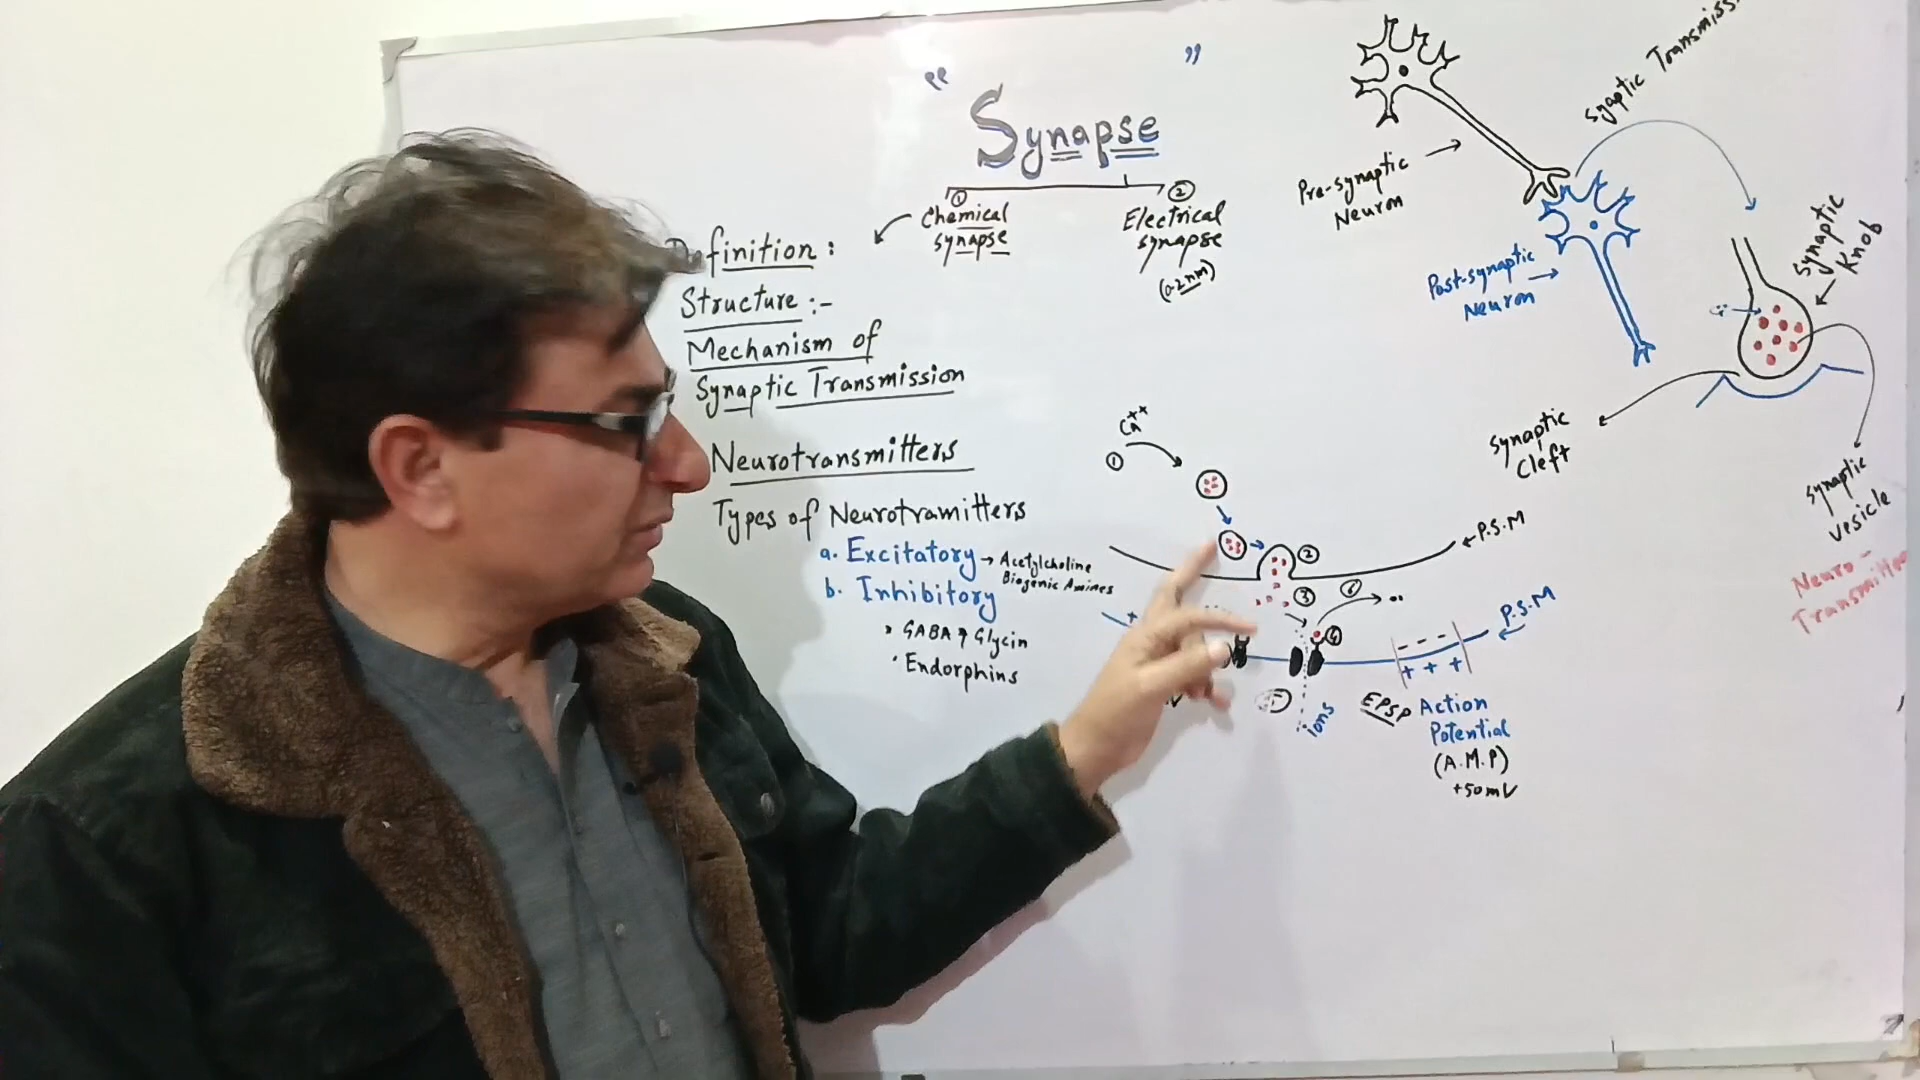 “ Synapse ”
① Chemical synapse
② Electrical synapse
(0.2nm)
Definition :
Structure :-
Mechanism of
Synaptic Transmission
Neurotransmitters
Types of Neurotramitters
a. Excitatory → Acetylcholine
Biogenic Amines
b. Inhibitory
GABA, Glycin
Endorphins
Ca++
①
②
③
④
⑥
P.S.M
P.S.M
ions
- - -
+ + +
EPSP Action
Potential
(A.M.P)
+50mV
Pre-synaptic
Neuron
Post-synaptic
Neuron
Synaptic
Synaptic
Knob
Synaptic
Cleft
Synaptic
vesicle
Neuro-